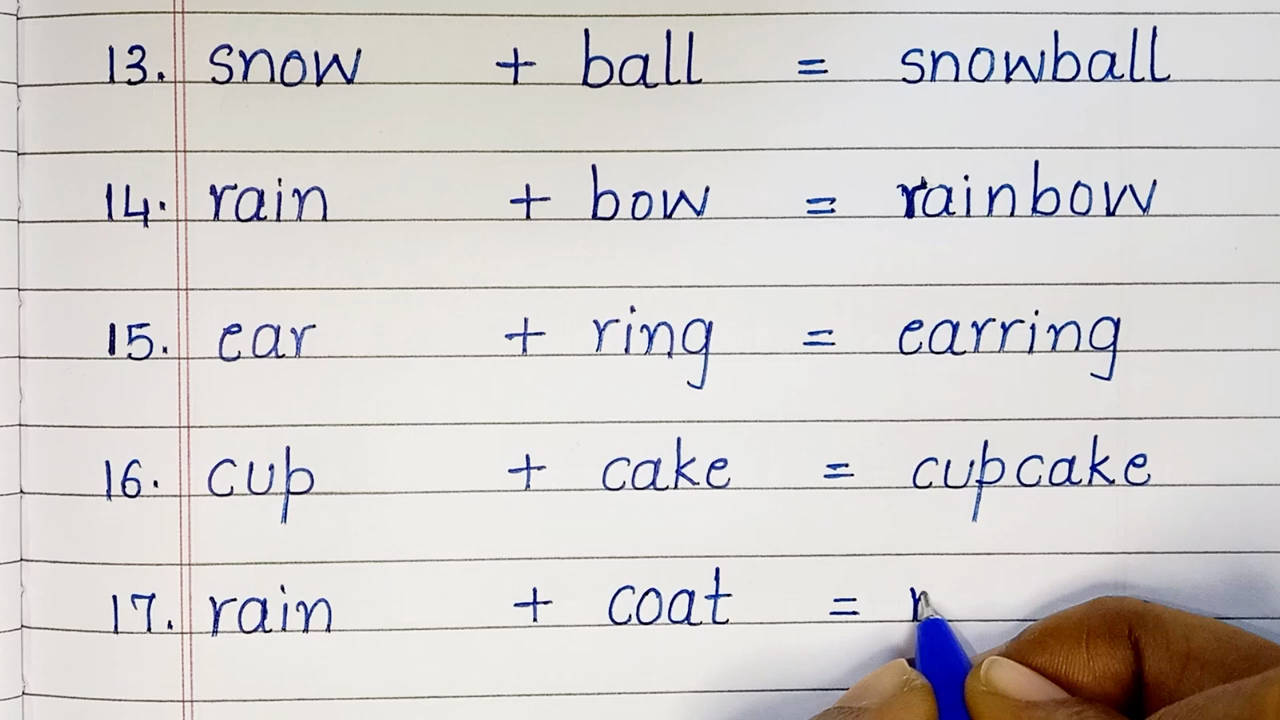 13. snow + ball = snowball
14. rain + bow = rainbow
15. ear + ring = earring
16. cup + cake = cupcake
17. rain + coat = r